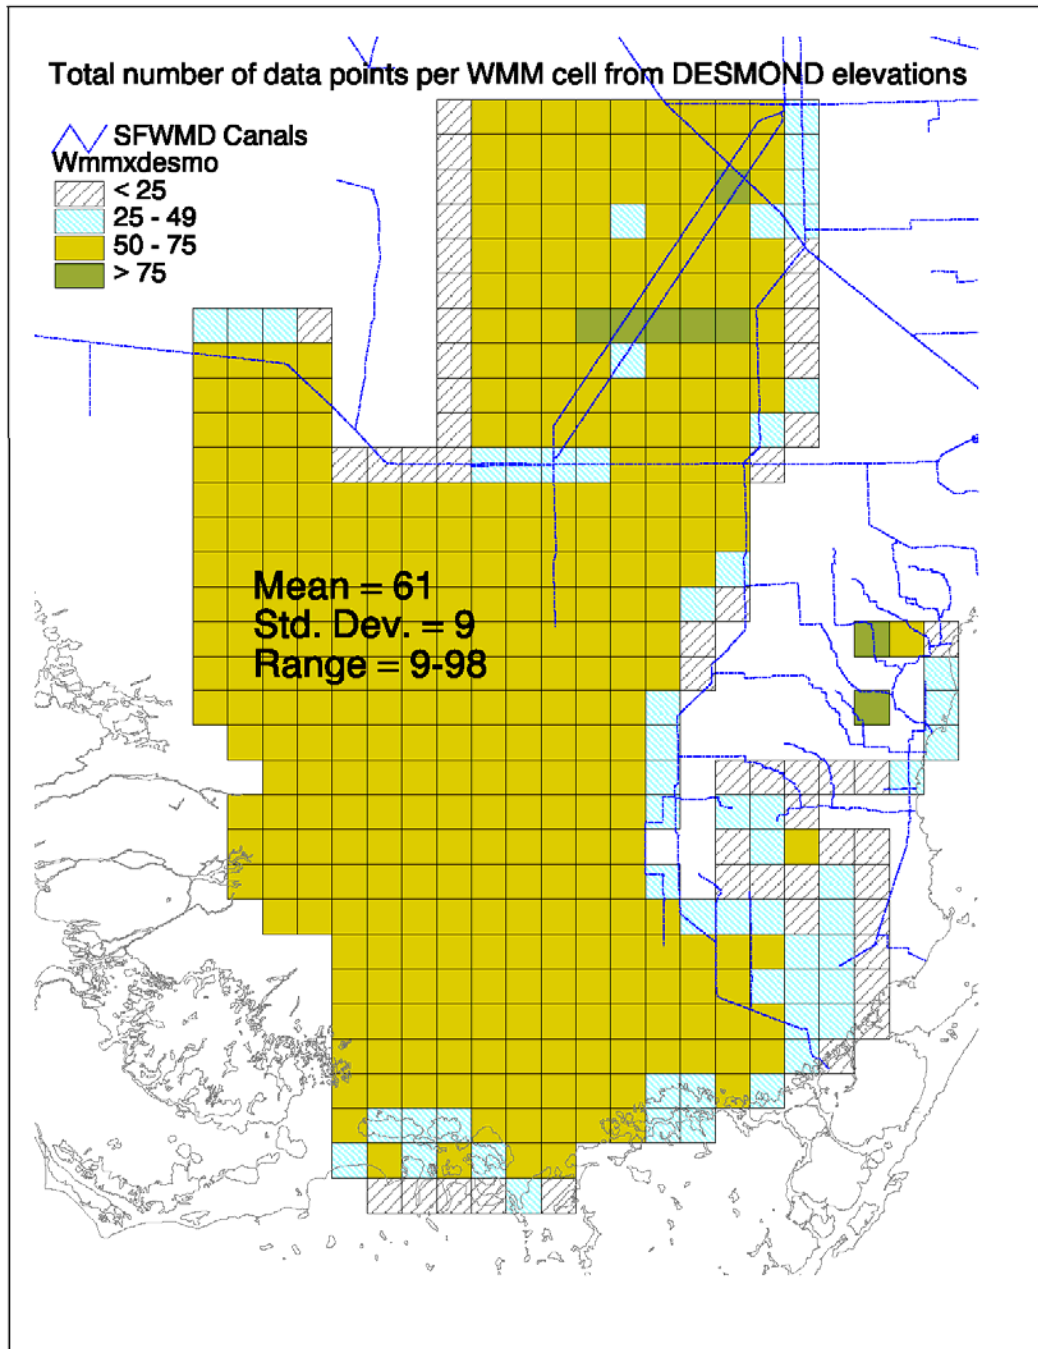 Total number of data points per WMM cell from DESMOND elevations
SFWMD Canals
Wmmxdesmo
< 25
25 - 49
50 - 75
> 75
Mean = 61
Std. Dev. = 9
Range = 9-98